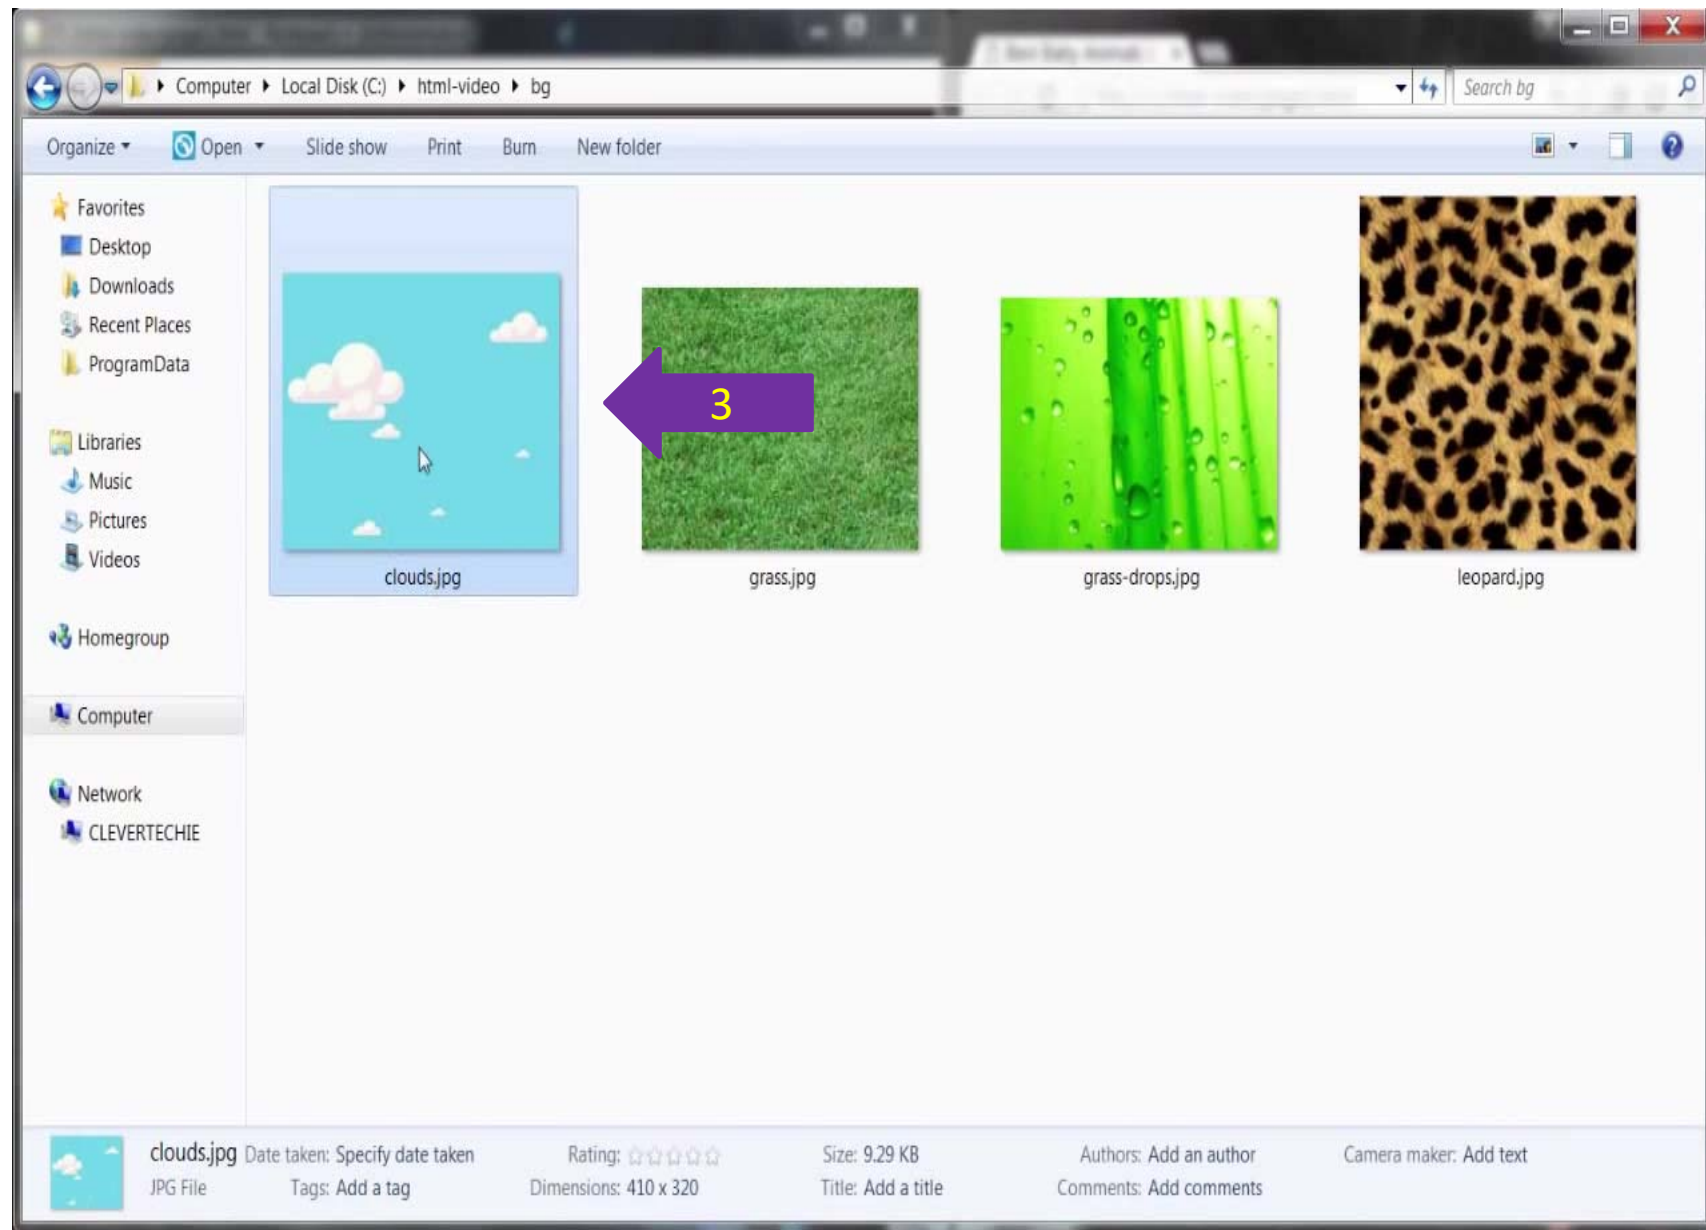 Computer ▸ Local Disk (C:) ▸ html-video ▸ bg
Search bg
Organize Open Slide show Print Burn New folder
Favorites
Desktop
Downloads
Recent Places
ProgramData
Libraries
Music
Pictures
Videos
Homegroup
Computer
Network
CLEVERTECHIE
3
clouds.jpg grass.jpg grass-drops.jpg leopard.jpg
clouds.jpg Date taken: Specify date taken Rating: Size: 9.29 KB Authors: Add an author Camera maker: Add text
JPG File Tags: Add a tag Dimensions: 410 x 320 Title: Add a title Comments: Add comments